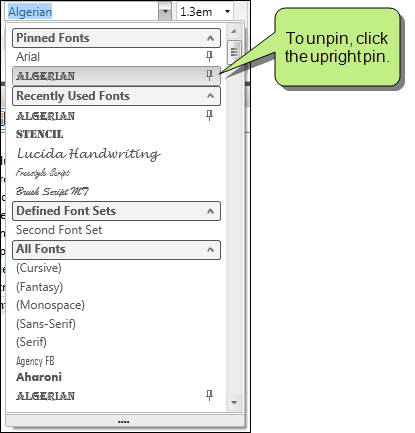 Algerian 1.3em
Pinned Fonts
Arial
ALGERIAN
Recently Used Fonts
ALGERIAN
STENCIL
Lucida Handwriting
Freestyle Script
Brush Script MT
Defined Font Sets
Second Font Set
All Fonts
(Cursive)
(Fantasy)
(Monospace)
(Sans-Serif)
(Serif)
Agency FB
Aharoni
ALGERIAN
To unpin, click
the upright pin.